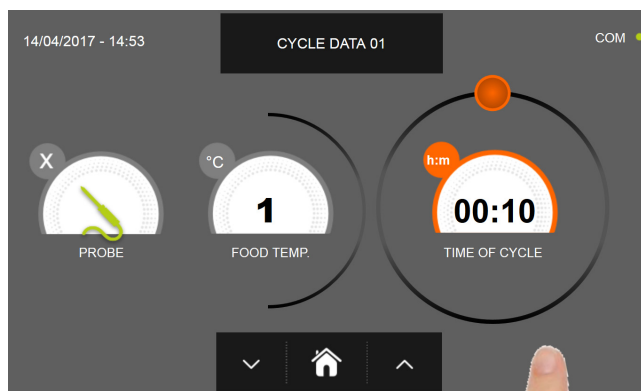 14/04/2017 - 14:53
CYCLE DATA 01
COM
X
°C
h:m
1
00:10
PROBE
FOOD TEMP.
TIME OF CYCLE